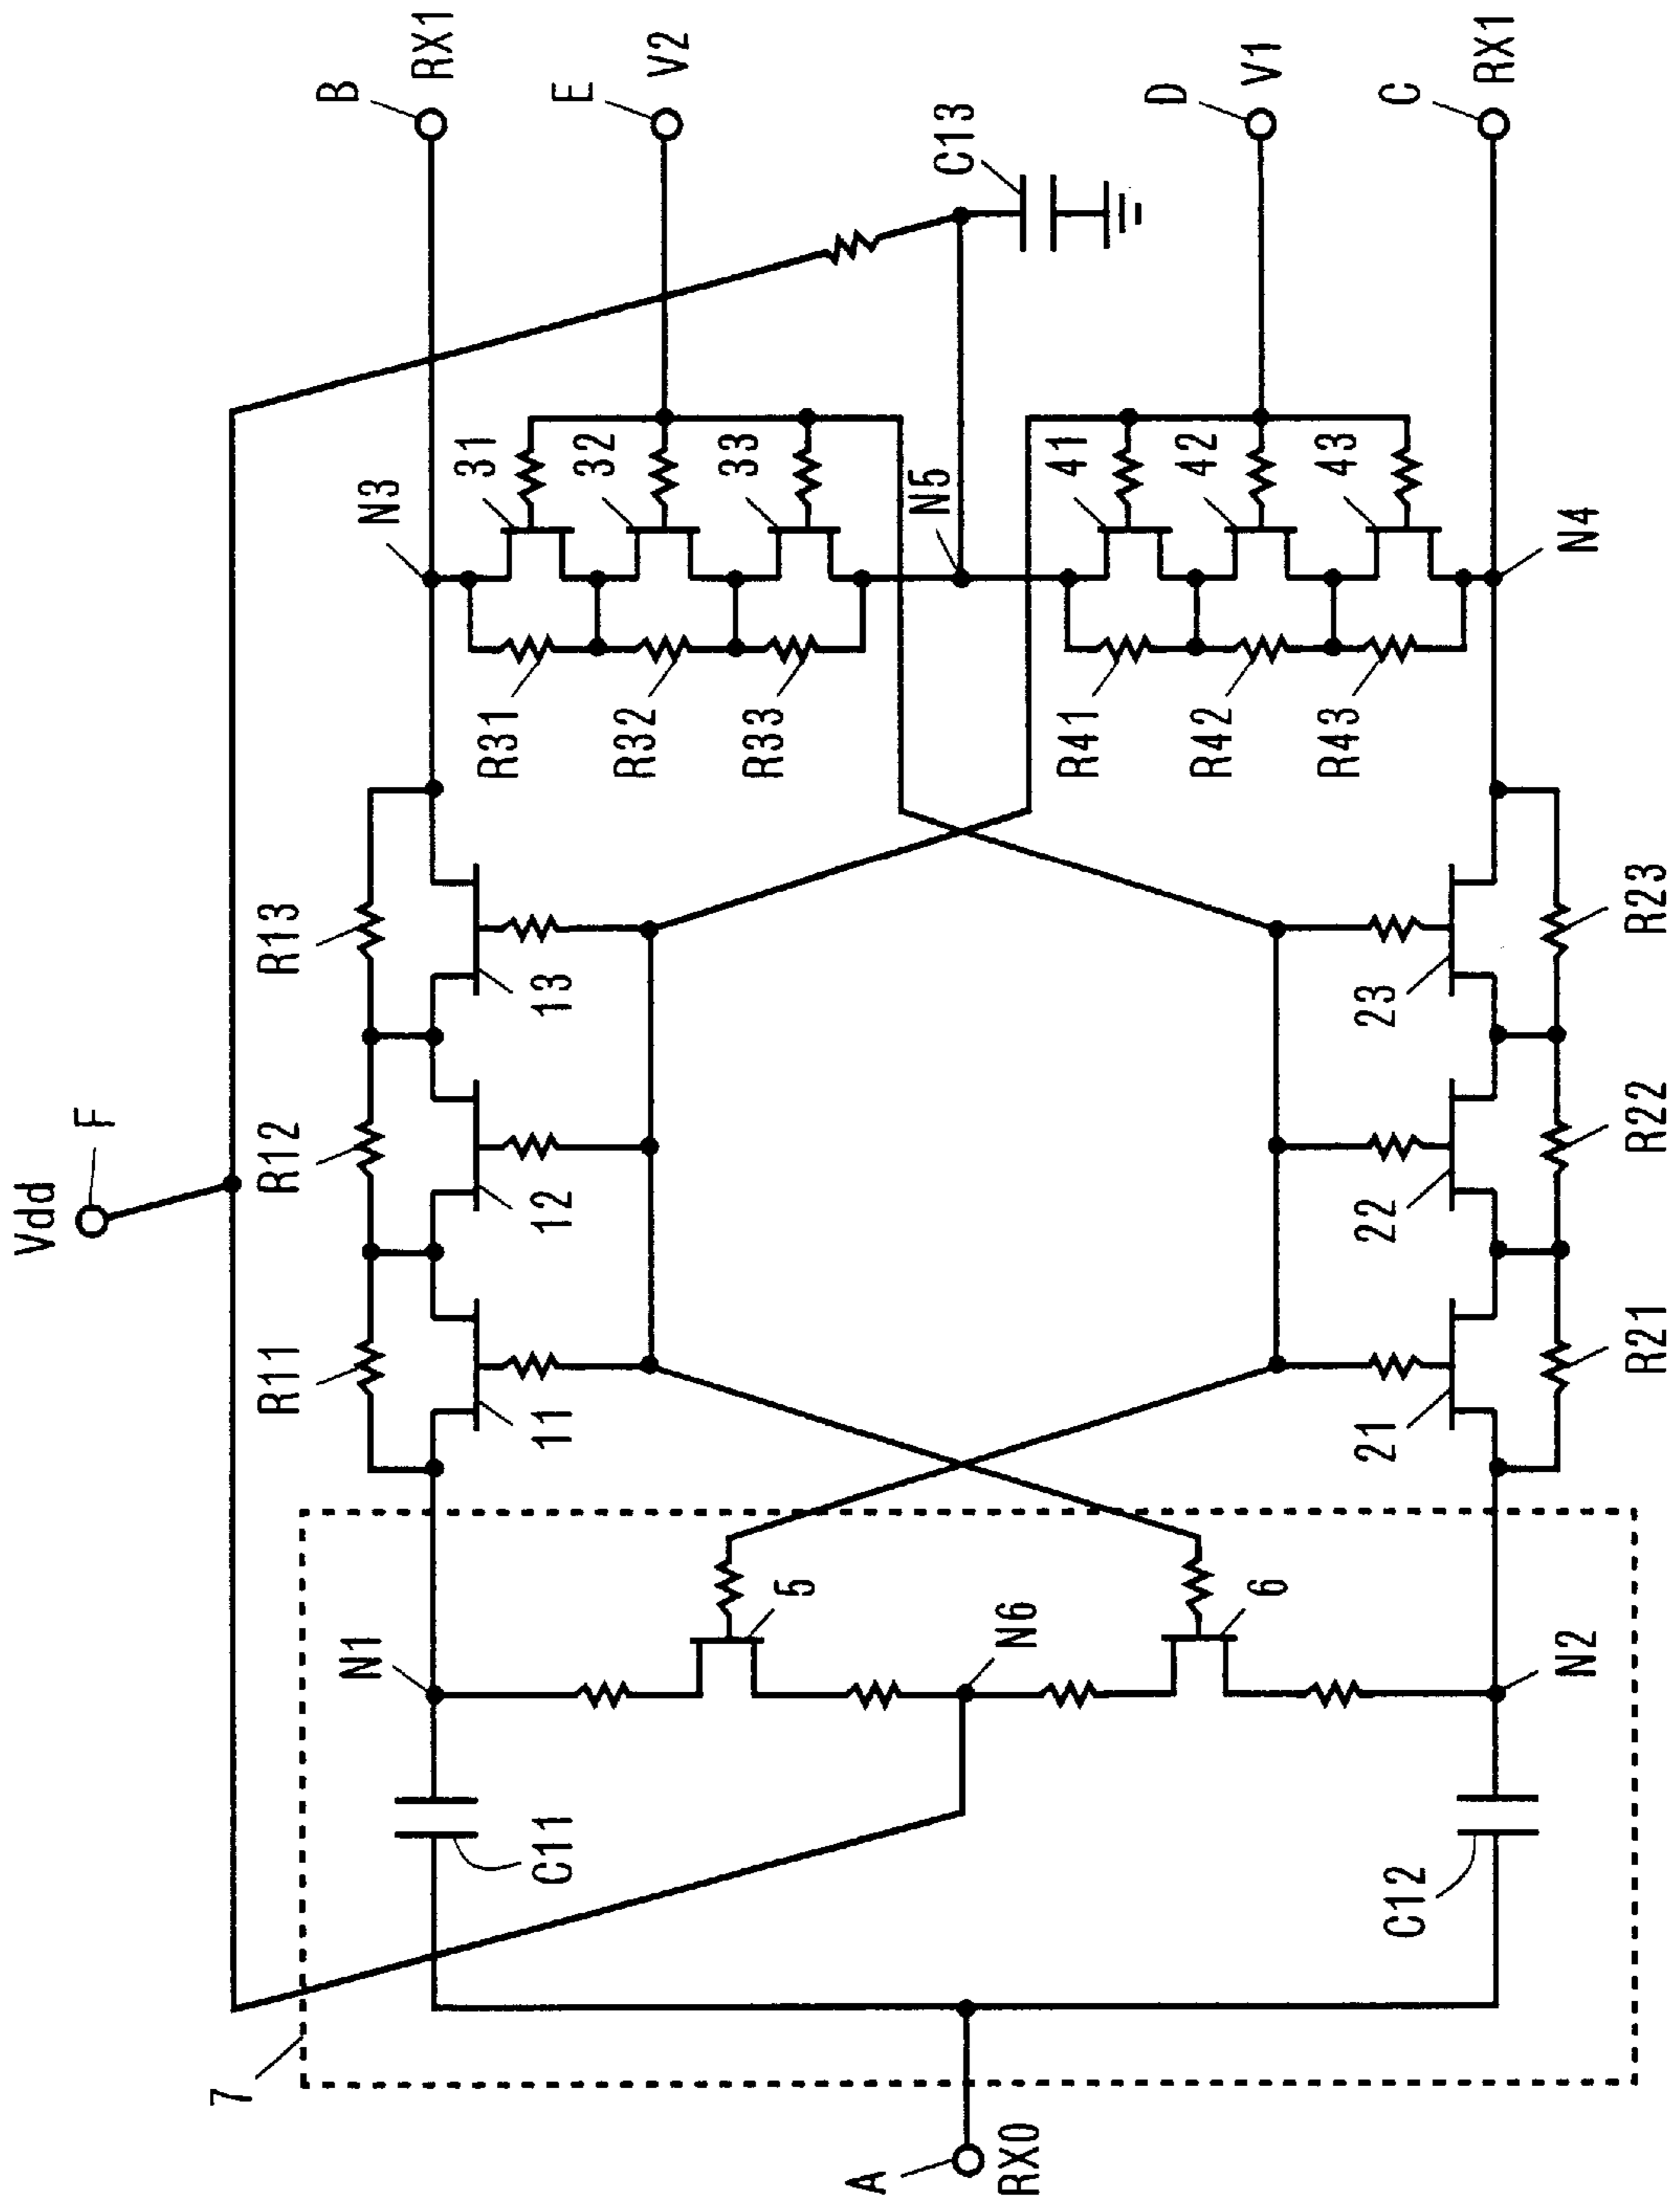 Vdd
F
B
RX1
E
V2
C13
D
V1
C
RX1
N3
31
32
33
N5
41
42
43
N4
R31
R32
R33
R41
R42
R43
R13
R12
R11
13
12
11
23
22
21
R23
R22
R21
N1
5
N6
6
N2
C11
C12
7
A
RX0